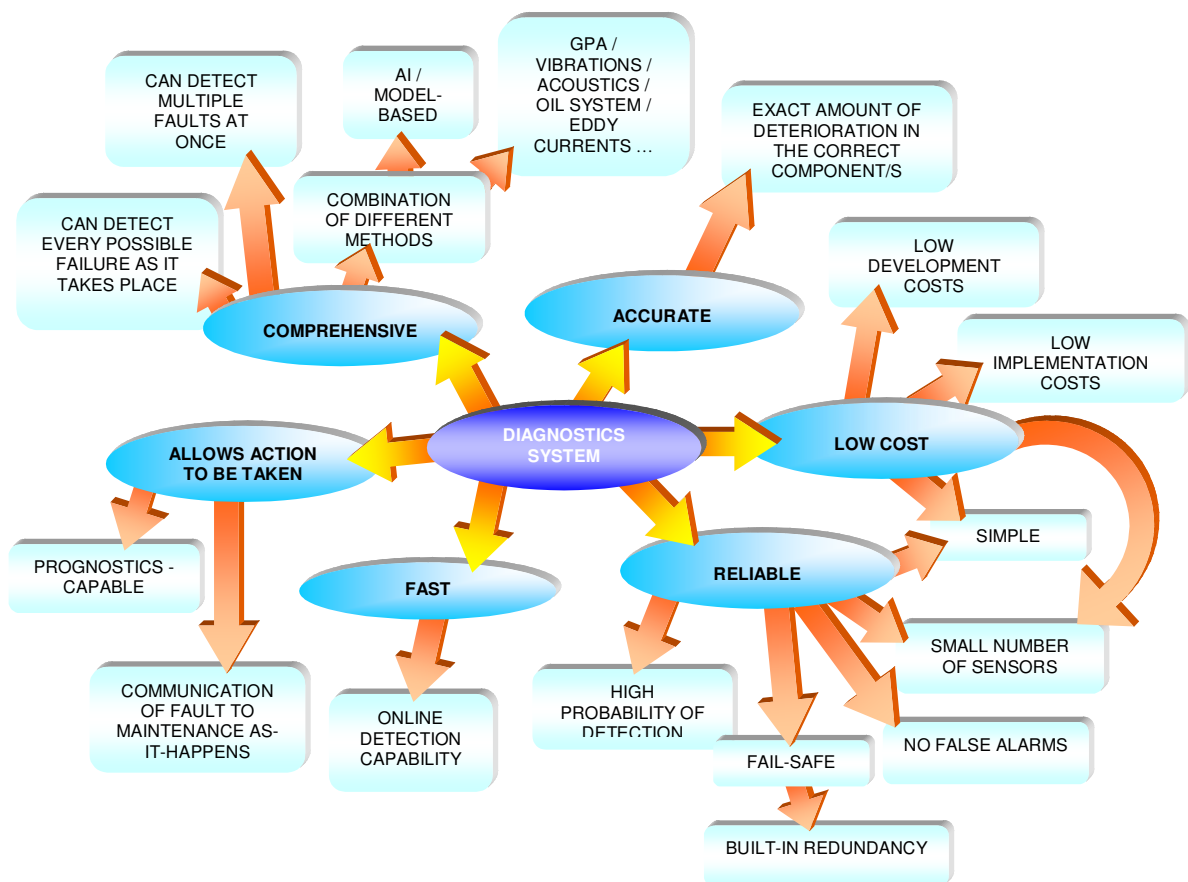 CAN DETECT
MULTIPLE
FAULTS AT
ONCE
AI /
MODEL-
BASED
GPA /
VIBRATIONS /
ACOUSTICS /
OIL SYSTEM /
EDDY
CURRENTS …
EXACT AMOUNT OF
DETERIORATION IN
THE CORRECT
COMPONENT/S
CAN DETECT
EVERY POSSIBLE
FAILURE AS IT
TAKES PLACE
COMBINATION
OF DIFFERENT
METHODS
LOW
DEVELOPMENT
COSTS
COMPREHENSIVE
ACCURATE
LOW
IMPLEMENTATION
COSTS
DIAGNOSTICS
SYSTEM
LOW COST
ALLOWS ACTION
TO BE TAKEN
SIMPLE
PROGNOSTICS -
CAPABLE
FAST
RELIABLE
SMALL NUMBER
OF SENSORS
COMMUNICATION
OF FAULT TO
MAINTENANCE AS-
IT-HAPPENS
ONLINE
DETECTION
CAPABILITY
HIGH
PROBABILITY OF
DETECTION
NO FALSE ALARMS
FAIL-SAFE
BUILT-IN REDUNDANCY